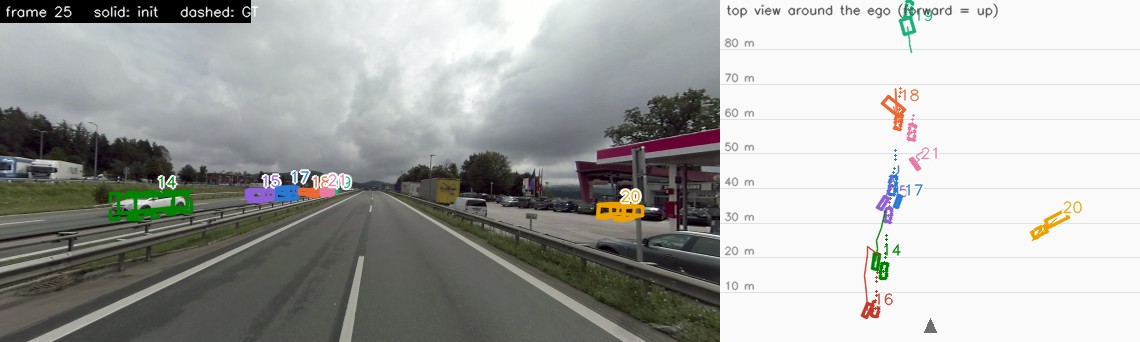 frame 25 solid: init dashed: GT
top view around the ego (forward = up)
19
80 m
70 m
18
60 m
50 m
21
40 m
17
30 m
20
20 m
14
10 m
16
14
15
17
21
20